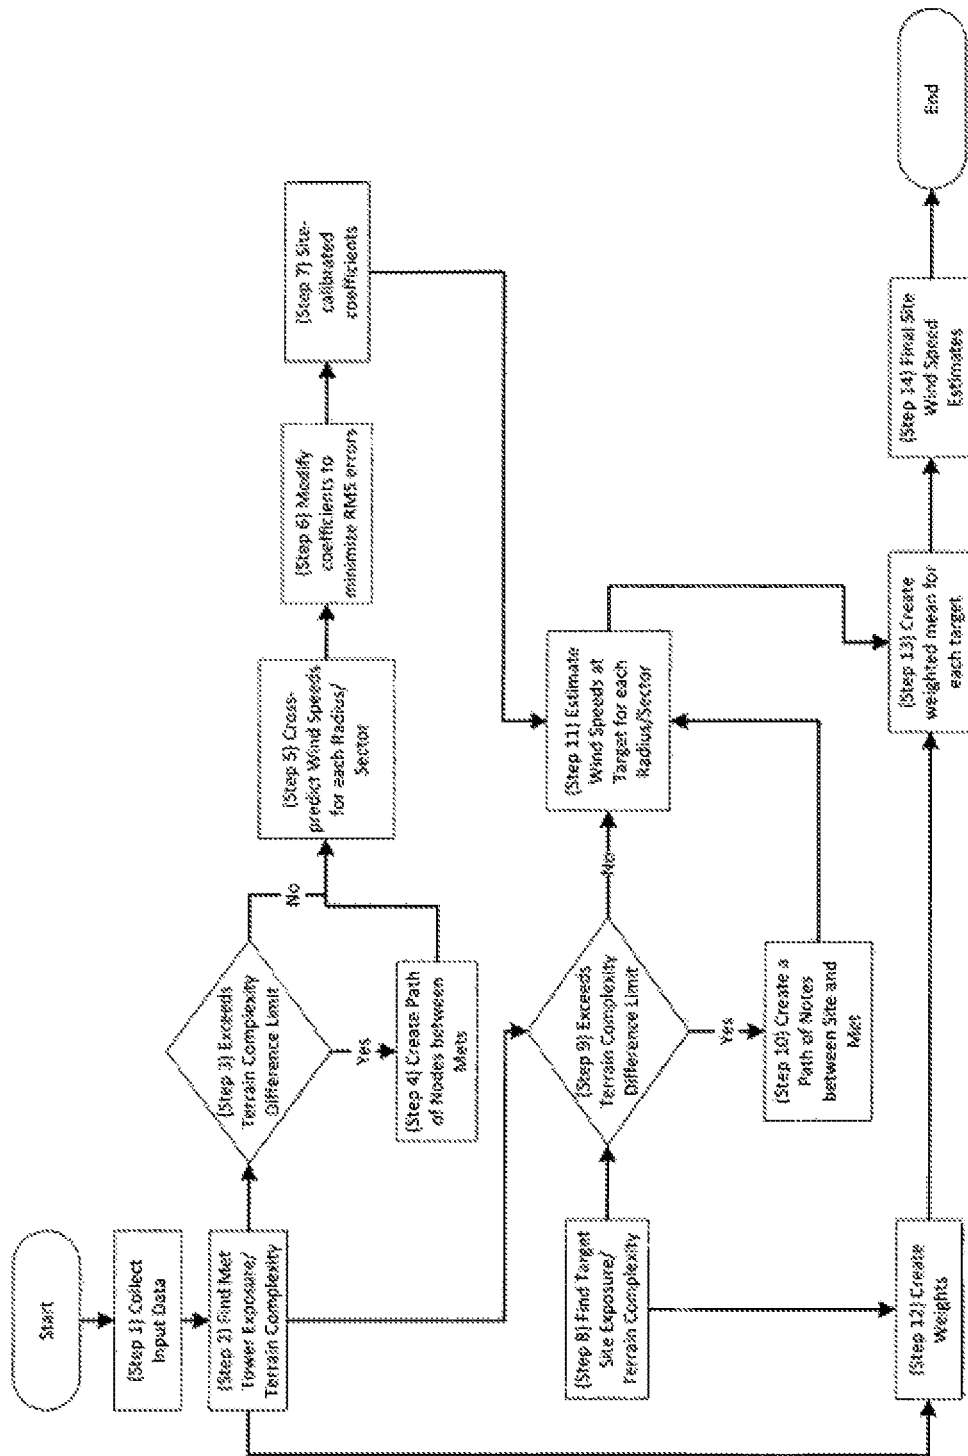 Start
(Step 1) Collect
Input Data
(Step 2) Find Met
Tower Exposure/
Terrain Complexity
(Step 3) Exceeds
Terrain Complexity
Difference Limit
No
Yes
(Step 4) Create Path
of Nodes between
Mets
(Step 5) Cross-
predict Wind Speeds
for each Radius/
Sector
(Step 6) Modify
coefficients to
minimize RMS errors
(Step 7) Site-
calibrated
coefficients
(Step 8) Find Target
Site Exposure/
Terrain Complexity
(Step 9) Exceeds
Terrain Complexity
Difference Limit
No
Yes
(Step 10) Create a
Path of Notes
between Site and
Met
(Step 11) Estimate
Wind Speeds at
Target for each
Radius/Sector
(Step 12) Create
Weights
(Step 13) Create
weighted mean for
each target
(Step 14) Final Site
Wind Speed
Estimates
End